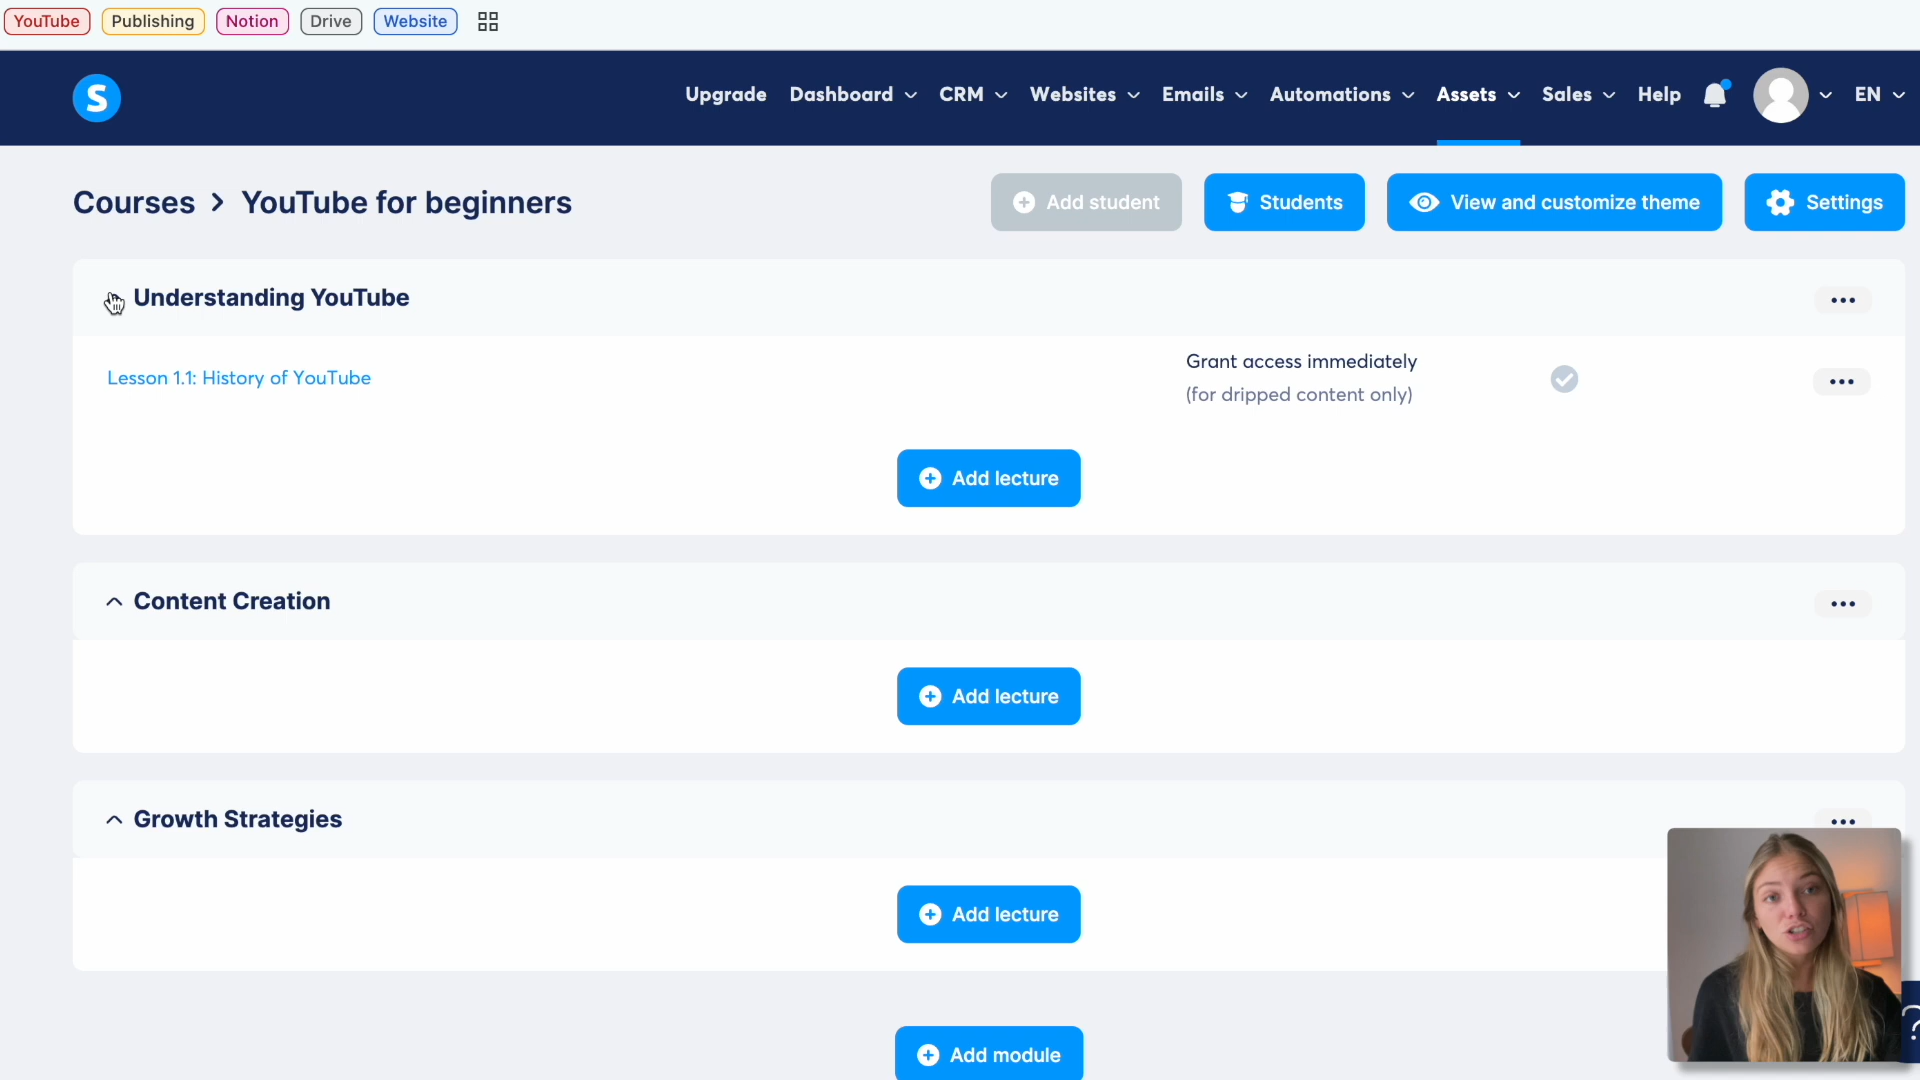 YouTube Publishing Notion Drive Website
S Upgrade Dashboard CRM Websites Emails Automations Assets Sales Help EN
Courses > YouTube for beginners Add student Students View and customize theme Settings
Understanding YouTube
Lesson 1.1: History of YouTube
Grant access immediately
(for dripped content only)
Add lecture
Content Creation
Add lecture
Growth Strategies
Add lecture
Add module
?